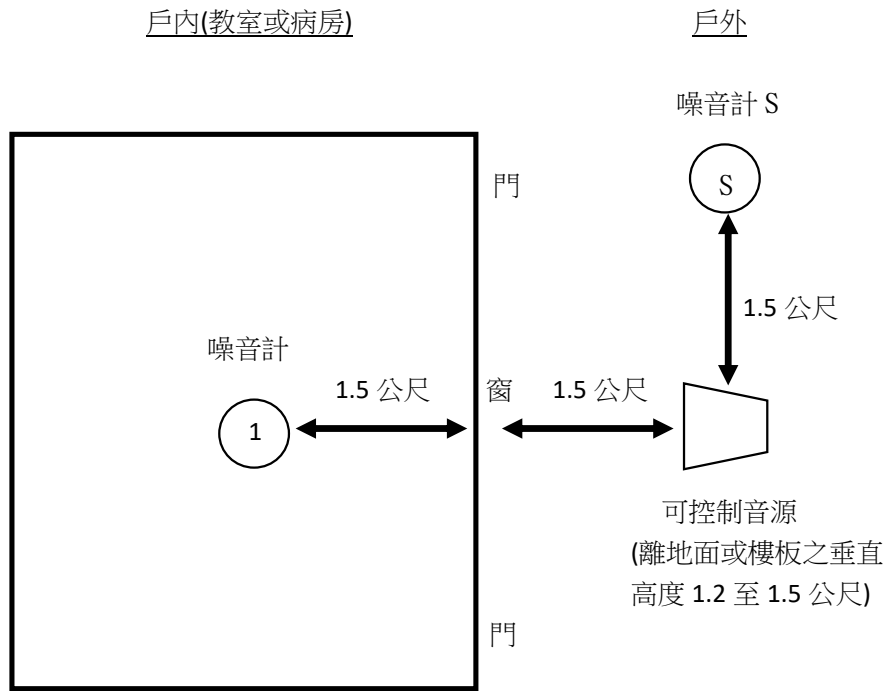 戶內(教室或病房)
戶外
噪音計 S
門
S
1.5 公尺
噪音計
1.5 公尺
窗
1.5 公尺
1
可控制音源
(離地面或樓板之垂直
高度 1.2 至 1.5 公尺)
門